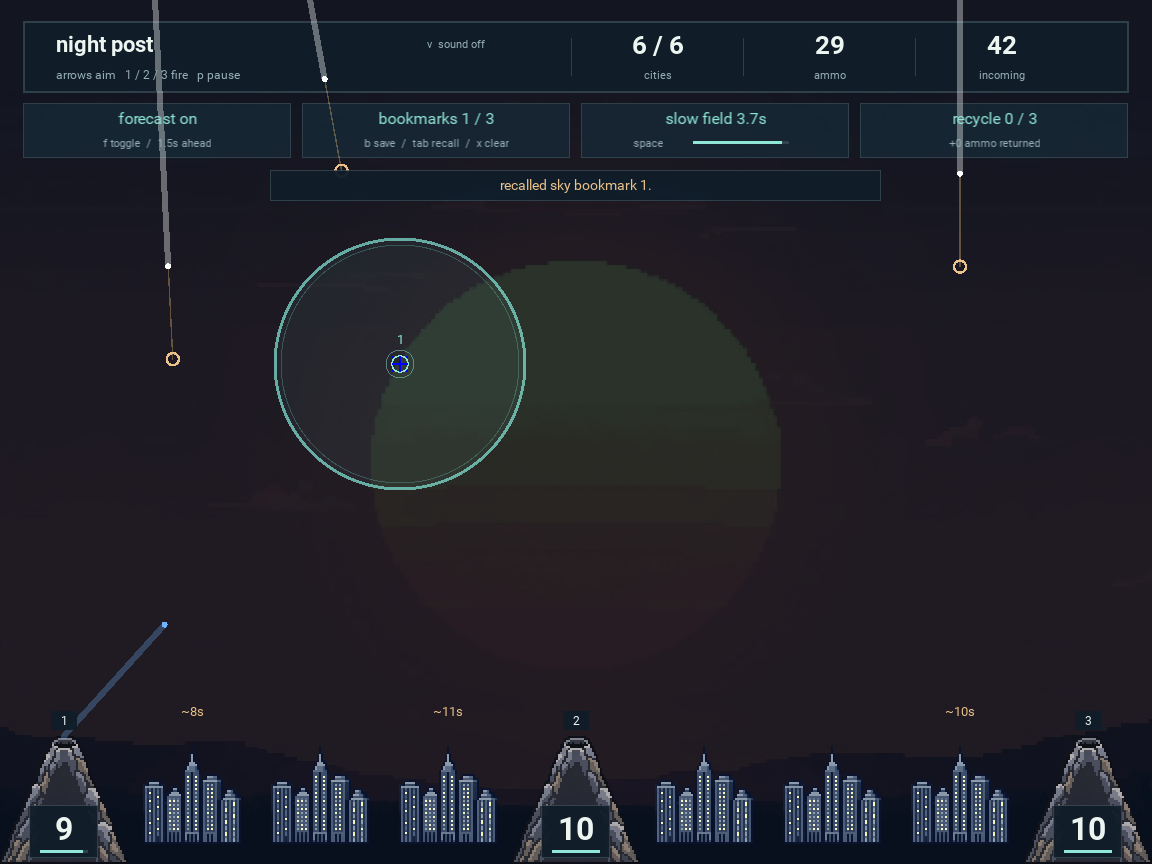 night post
arrows aim 1 / 2 / 3 fire p pause
v sound off
6 / 6
cities
29
ammo
42
incoming
forecast on
f toggle / 1.5s ahead
bookmarks 1 / 3
b save / tab recall / x clear
slow field 3.7s
space
recycle 0 / 3
+0 ammo returned
recalled sky bookmark 1.
1
~8s
~11s
~10s
1
2
3
9
10
10